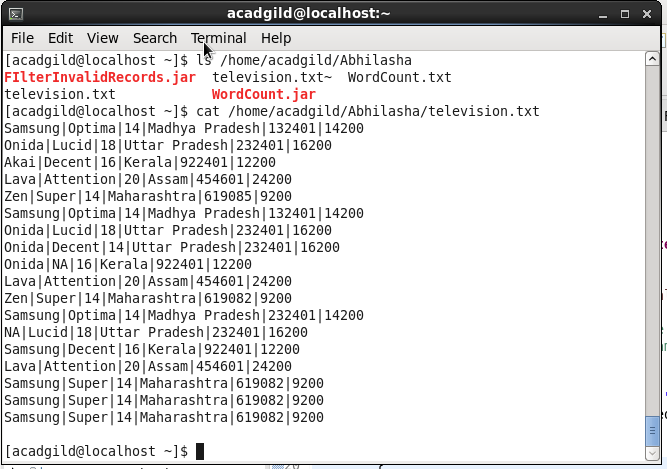 acadgild@localhost:~
File Edit View Search Terminal Help
[acadgild@localhost ~]$ ls /home/acadgild/Abhilasha
FIlterInvalidRecords.jar television.txt~ WordCount.txt
television.txt WordCount.jar
[acadgild@localhost ~]$ cat /home/acadgild/Abhilasha/television.txt
Samsung|Optima|14|Madhya Pradesh|132401|14200
Onida|Lucid|18|Uttar Pradesh|232401|16200
Akai|Decent|16|Kerala|922401|12200
Lava|Attention|20|Assam|454601|24200
Zen|Super|14|Maharashtra|619085|9200
Samsung|Optima|14|Madhya Pradesh|132401|14200
Onida|Lucid|18|Uttar Pradesh|232401|16200
Onida|Decent|14|Uttar Pradesh|232401|16200
Onida|NA|16|Kerala|922401|12200
Lava|Attention|20|Assam|454601|24200
Zen|Super|14|Maharashtra|619082|9200
Samsung|Optima|14|Madhya Pradesh|132401|14200
NA|Lucid|18|Uttar Pradesh|232401|16200
Samsung|Decent|16|Kerala|922401|12200
Lava|Attention|20|Assam|454601|24200
Samsung|Super|14|Maharashtra|619082|9200
Samsung|Super|14|Maharashtra|619082|9200
Samsung|Super|14|Maharashtra|619082|9200
[acadgild@localhost ~]$